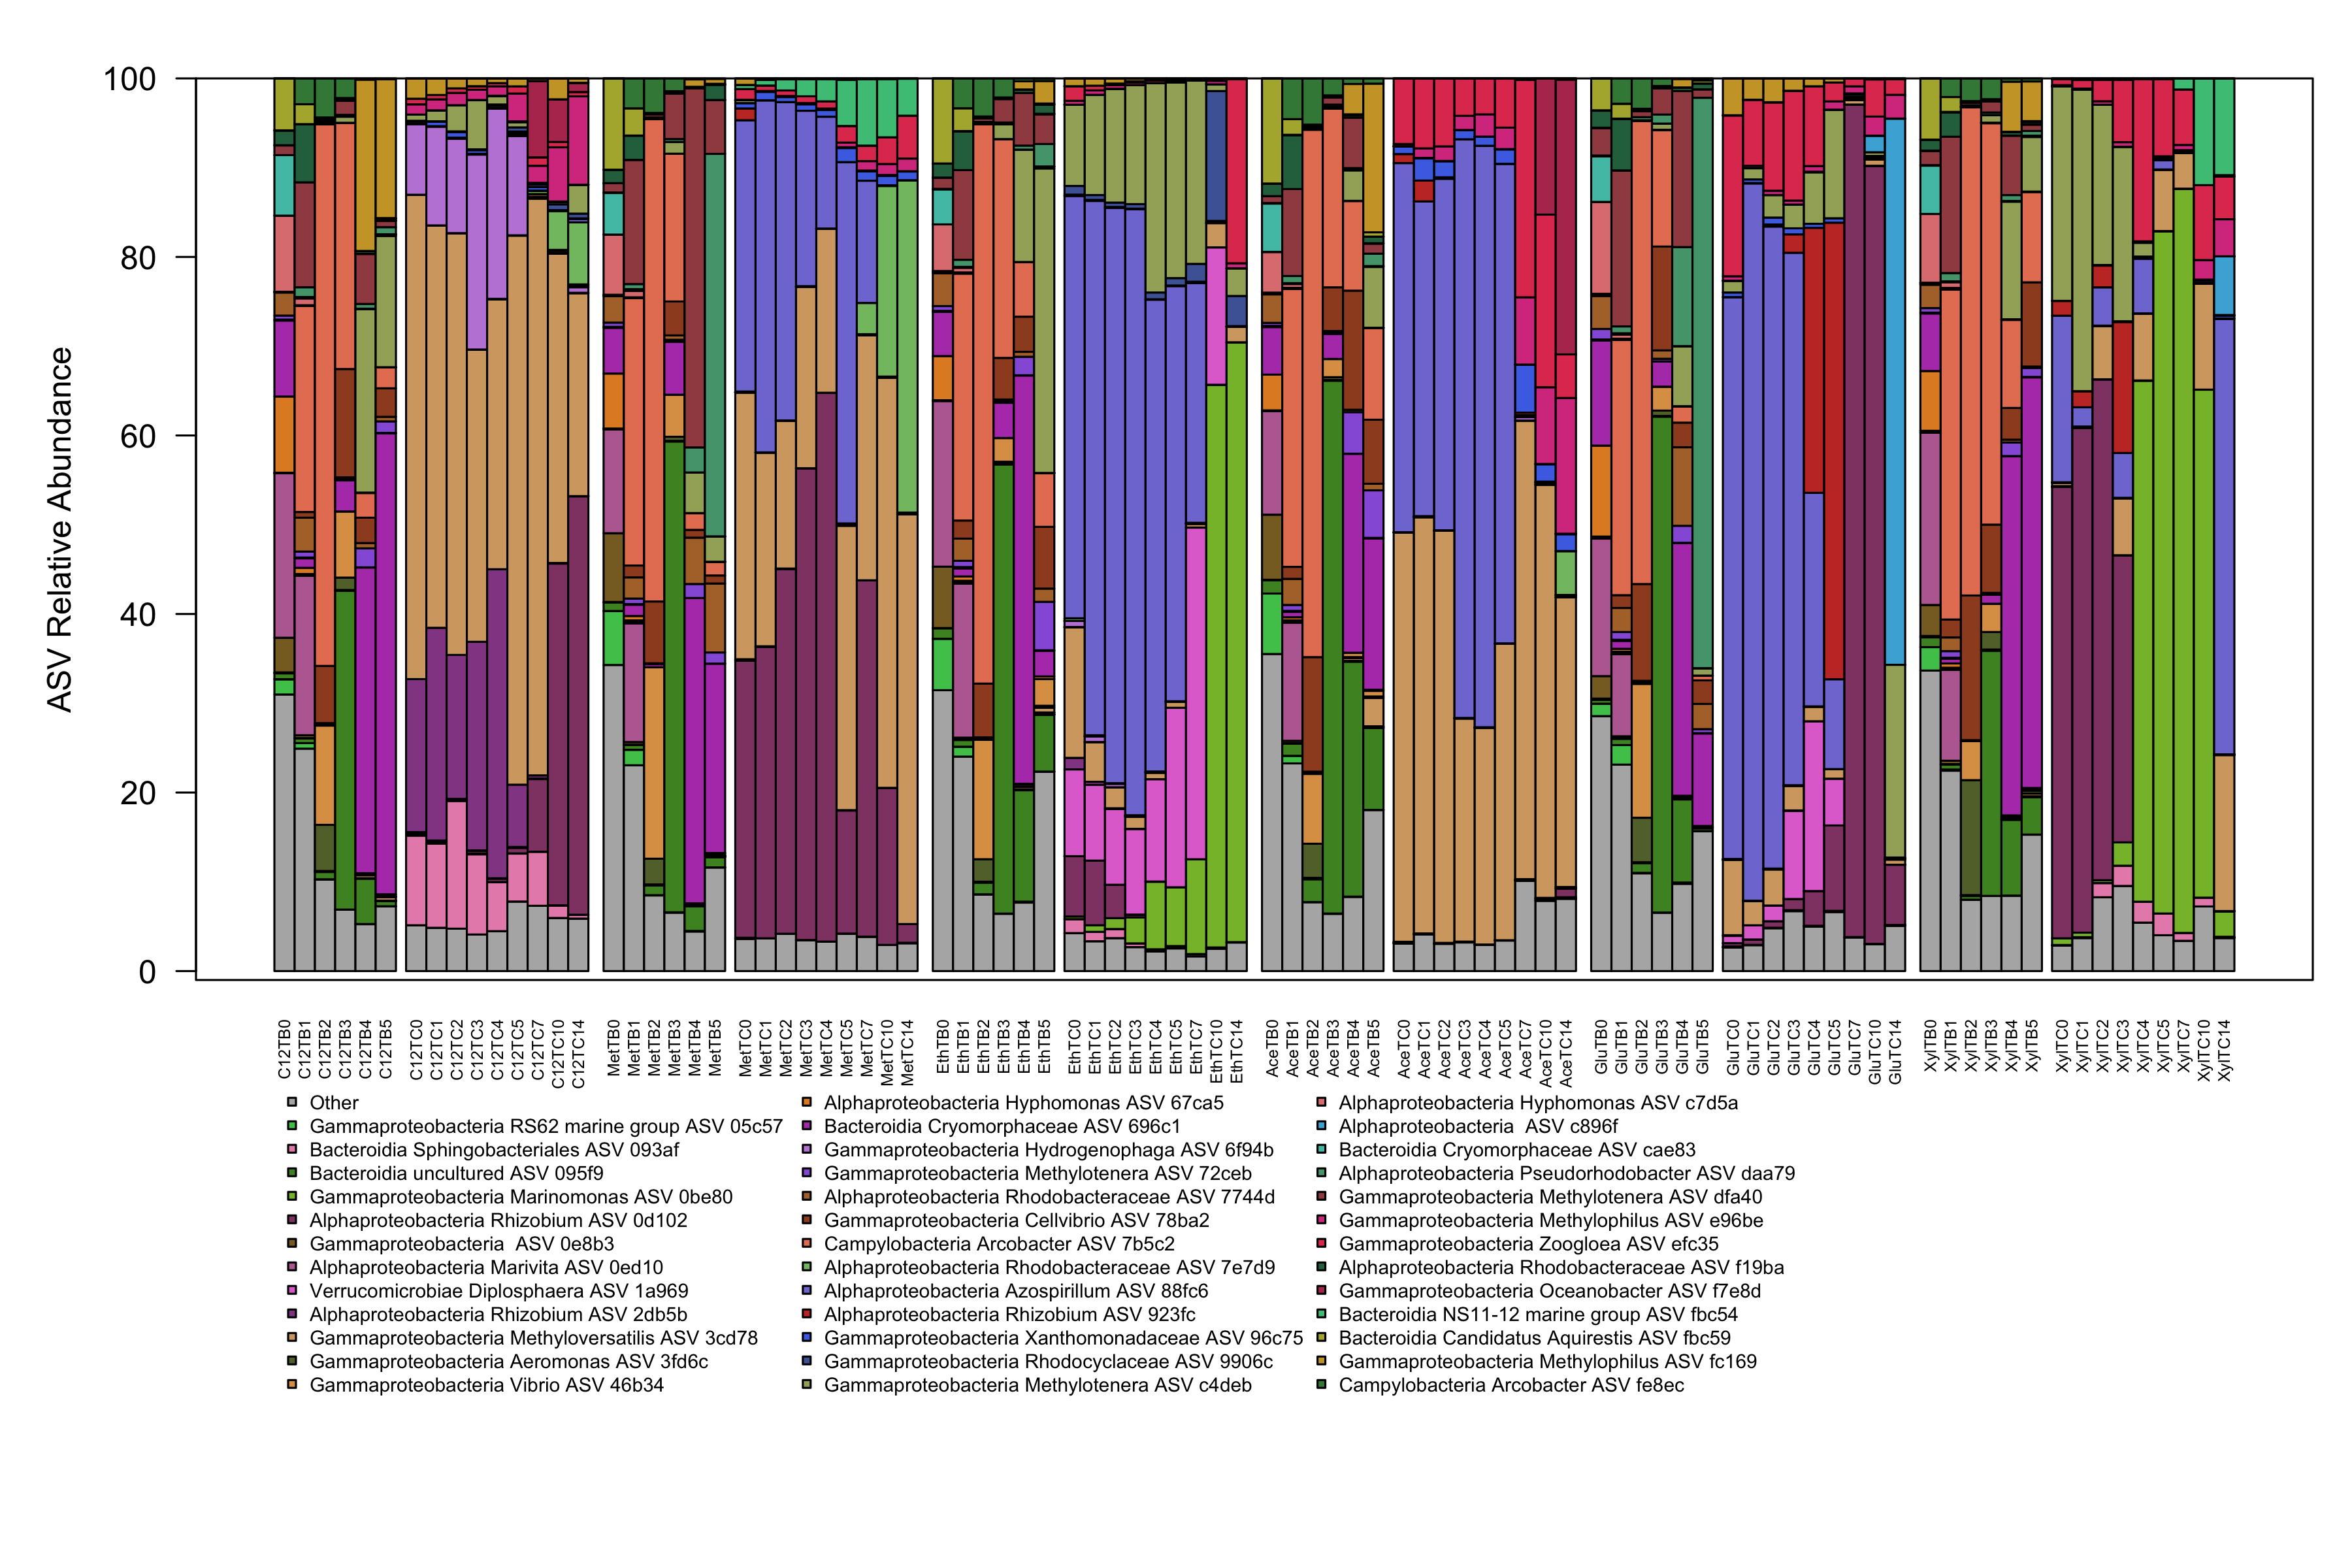 100
80
60
40
20
0
ASV Relative Abundance
C12TB0 C12TB1 C12TB2 C12TB3 C12TB4 C12TB5 C12TC0 C12TC1 C12TC2 C12TC3 C12TC4 C12TC5 C12TC7 C12TC10 C12TC14 MetTB0 MetTB1 MetTB2 MetTB3 MetTB4 MetTB5 MetTC0 MetTC1 MetTC2 MetTC3 MetTC4 MetTC5 MetTC7 MetTC10 MetTC14 EthTB0 EthTB1 EthTB2 EthTB3 EthTB4 EthTB5 EthTC0 EthTC1 EthTC2 EthTC3 EthTC4 EthTC5 EthTC7 EthTC10 EthTC14 AceTB0 AceTB1 AceTB2 AceTB3 AceTB4 AceTB5 AceTC0 AceTC1 AceTC2 AceTC3 AceTC4 AceTC5 AceTC7 AceTC10 AceTC14 GluTB0 GluTB1 GluTB2 GluTB3 GluTB4 GluTB5 GluTC0 GluTC1 GluTC2 GluTC3 GluTC4 GluTC5 GluTC7 GluTC10 GluTC14 XylTB0 XylTB1 XylTB2 XylTB3 XylTB4 XylTB5 XylTC0 XylTC1 XylTC2 XylTC3 XylTC4 XylTC5 XylTC7 XylTC10 XylTC14
Other
Gammaproteobacteria RS62 marine group ASV 05c57
Bacteroidia Sphingobacteriales ASV 093af
Bacteroidia uncultured ASV 095f9
Gammaproteobacteria Marinomonas ASV 0be80
Alphaproteobacteria Rhizobium ASV 0d102
Gammaproteobacteria  ASV 0e8b3
Alphaproteobacteria Marivita ASV 0ed10
Verrucomicrobiae Diplosphaera ASV 1a969
Alphaproteobacteria Rhizobium ASV 2db5b
Gammaproteobacteria Methyloversatilis ASV 3cd78
Gammaproteobacteria Aeromonas ASV 3fd6c
Gammaproteobacteria Vibrio ASV 46b34
Alphaproteobacteria Hyphomonas ASV 67ca5
Bacteroidia Cryomorphaceae ASV 696c1
Gammaproteobacteria Hydrogenophaga ASV 6f94b
Gammaproteobacteria Methylotenera ASV 72ceb
Alphaproteobacteria Rhodobacteraceae ASV 7744d
Gammaproteobacteria Cellvibrio ASV 78ba2
Campylobacteria Arcobacter ASV 7b5c2
Alphaproteobacteria Rhodobacteraceae ASV 7e7d9
Alphaproteobacteria Azospirillum ASV 88fc6
Alphaproteobacteria Rhizobium ASV 923fc
Gammaproteobacteria Xanthomonadaceae ASV 96c75
Gammaproteobacteria Rhodocyclaceae ASV 9906c
Gammaproteobacteria Methylotenera ASV c4deb
Alphaproteobacteria Hyphomonas ASV c7d5a
Alphaproteobacteria  ASV c896f
Bacteroidia Cryomorphaceae ASV cae83
Alphaproteobacteria Pseudorhodobacter ASV daa79
Gammaproteobacteria Methylotenera ASV dfa40
Gammaproteobacteria Methylophilus ASV e96be
Gammaproteobacteria Zoogloea ASV efc35
Alphaproteobacteria Rhodobacteraceae ASV f19ba
Gammaproteobacteria Oceanobacter ASV f7e8d
Bacteroidia NS11-12 marine group ASV fbc54
Bacteroidia Candidatus Aquirestis ASV fbc59
Gammaproteobacteria Methylophilus ASV fc169
Campylobacteria Arcobacter ASV fe8ec